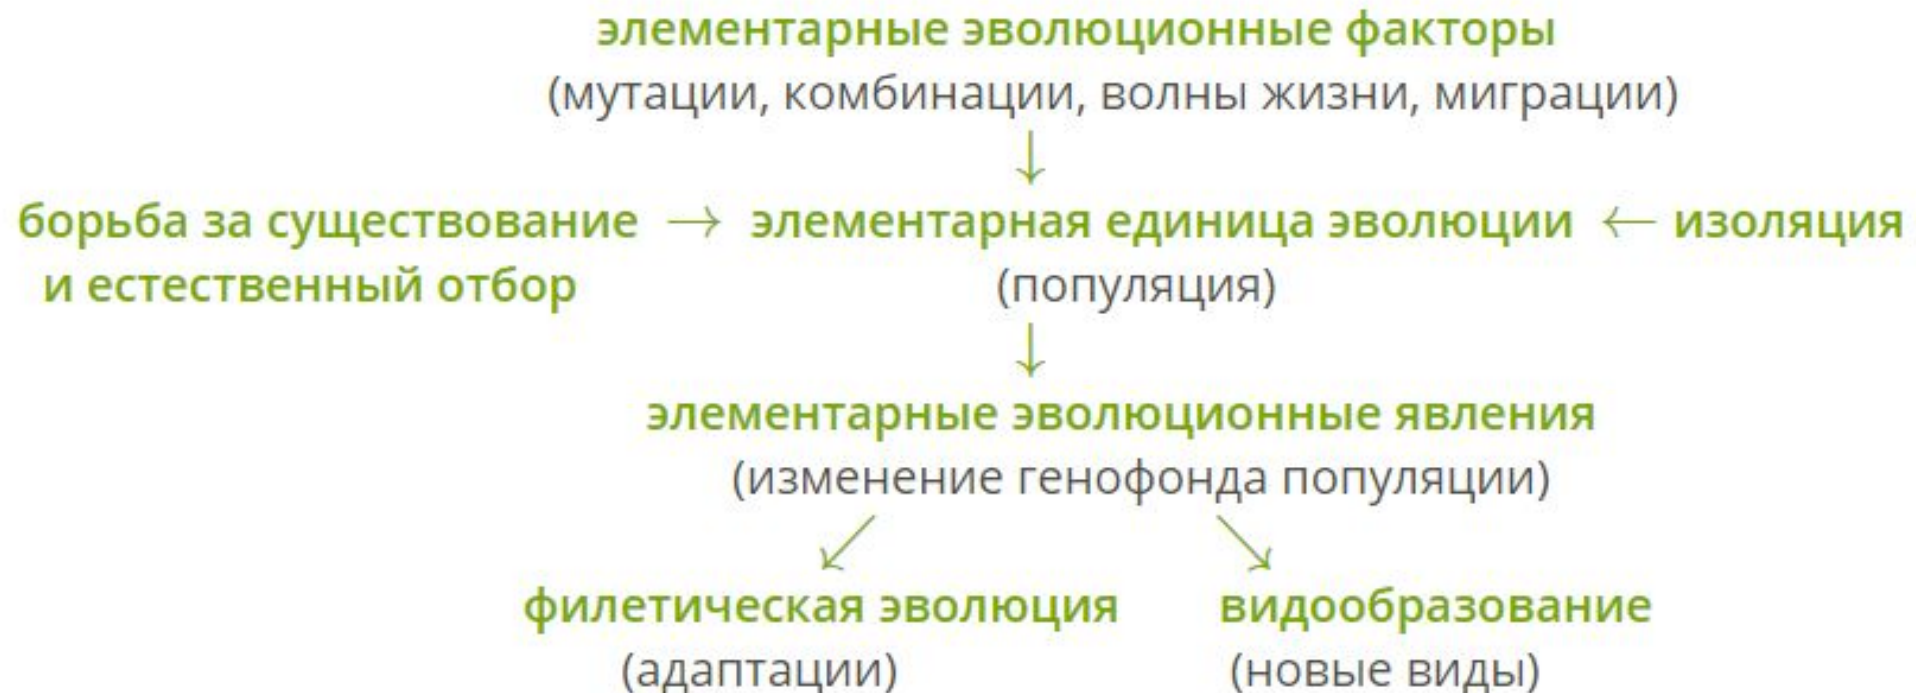 элементарные эволюционные факторы
(мутации, комбинации, волны жизни, миграции)
↓
борьба за существование → элементарная единица эволюции ← изоляция
и естественный отбор (популяция)
↓
элементарные эволюционные явления
(изменение генофонда популяции)
↙ ↘
филетическая эволюция видообразование
(адаптации) (новые виды)